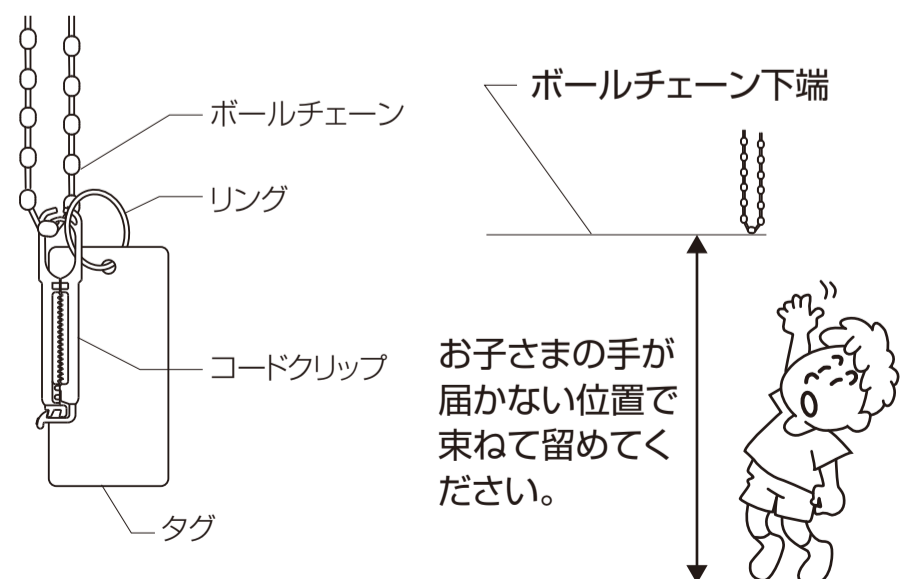 ボールチェーン
リング
コードクリップ
タグ
ボールチェーン下端
お子さまの手が
届かない位置で
束ねて留めてく
ださい。